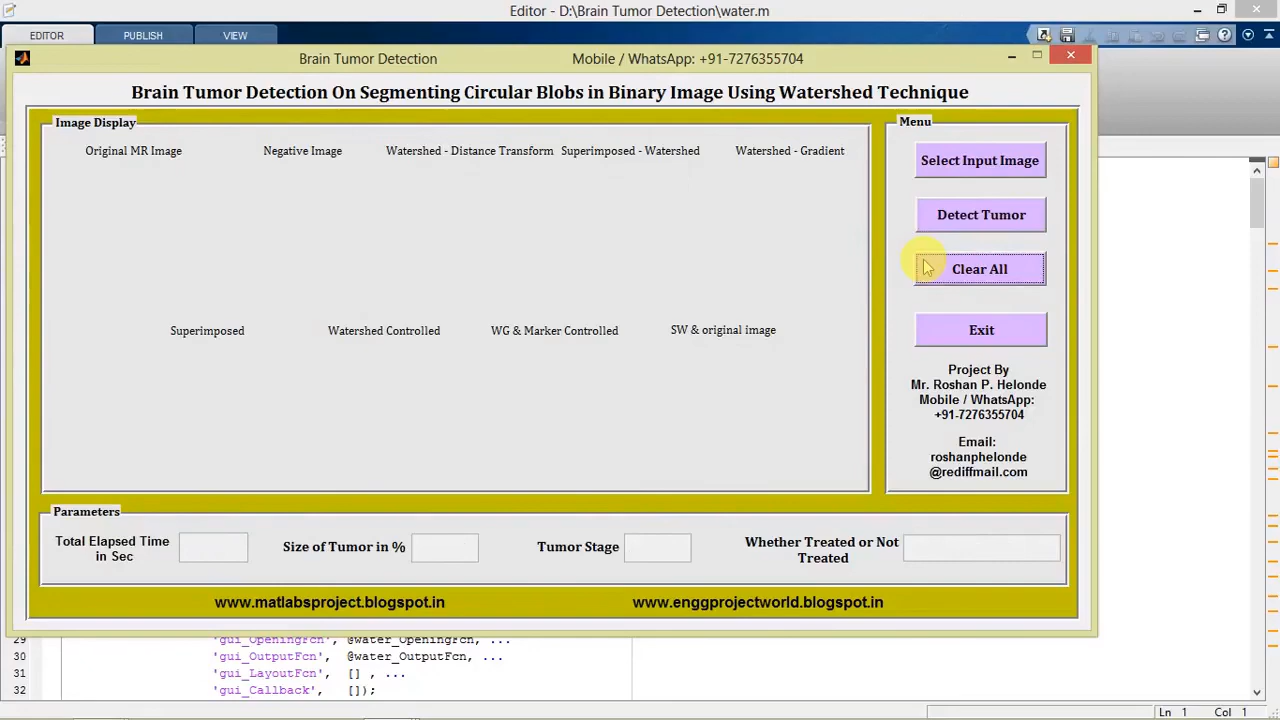 Editor - D:\Brain Tumor Detection\water.m
EDITOR
PUBLISH
VIEW
Brain Tumor Detection
Mobile / WhatsApp: +91-7276355704
Brain Tumor Detection On Segmenting Circular Blobs in Binary Image Using Watershed Technique
Image Display
Original MR Image
Negative Image
Watershed - Distance Transform
Superimposed - Watershed
Watershed - Gradient
Superimposed
Watershed Controlled
WG & Marker Controlled
SW & original image
Menu
Select Input Image
Detect Tumor
Clear All
Exit
Project By
Mr. Roshan P. Helonde
Mobile / WhatsApp:
+91-7276355704
Email:
roshanphelonde
@rediffmail.com
Parameters
Total Elapsed Time
in Sec
Size of Tumor in %
Tumor Stage
Whether Treated or Not
Treated
www.matlabsproject.blogspot.in
www.enggprojectworld.blogspot.in
29 'gui_OpeningFcn', @water_OpeningFcn, ...
30 'gui_OutputFcn', @water_OutputFcn, ...
31 'gui_LayoutFcn', [] , ...
32 'gui_Callback', []);
Ln 1 Col 1